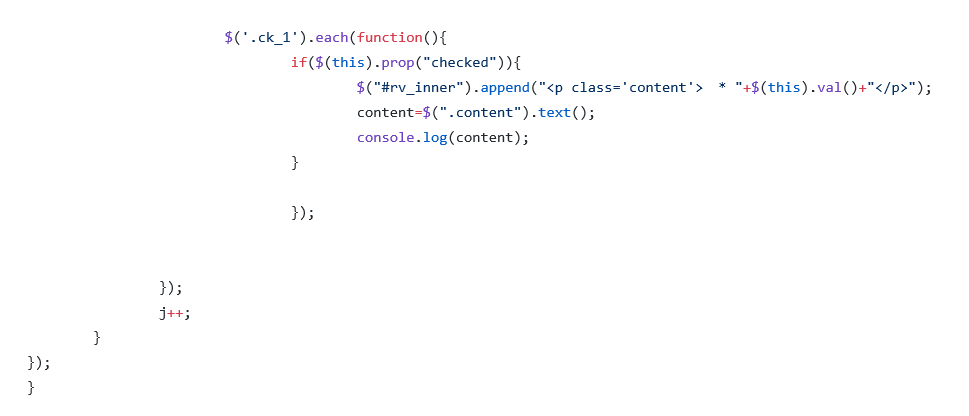 $('.ck_1').each(function(){
if($(this).prop("checked")){
$("#rv_inner").append("<p class='content'>  * "+$(this).val()+"</p>");
content=$(".content").text();
console.log(content);
}
});
});
j++;
}
});
}